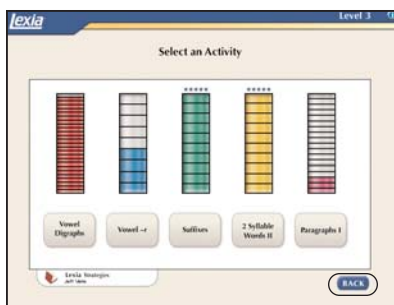 Lexia
Level 3
Select an Activity
*****
*****
Vowel
Digraphs
Vowel –r
Suffixes
2 Syllable
Words II
Paragraphs I
Lexia Strategies
BACK